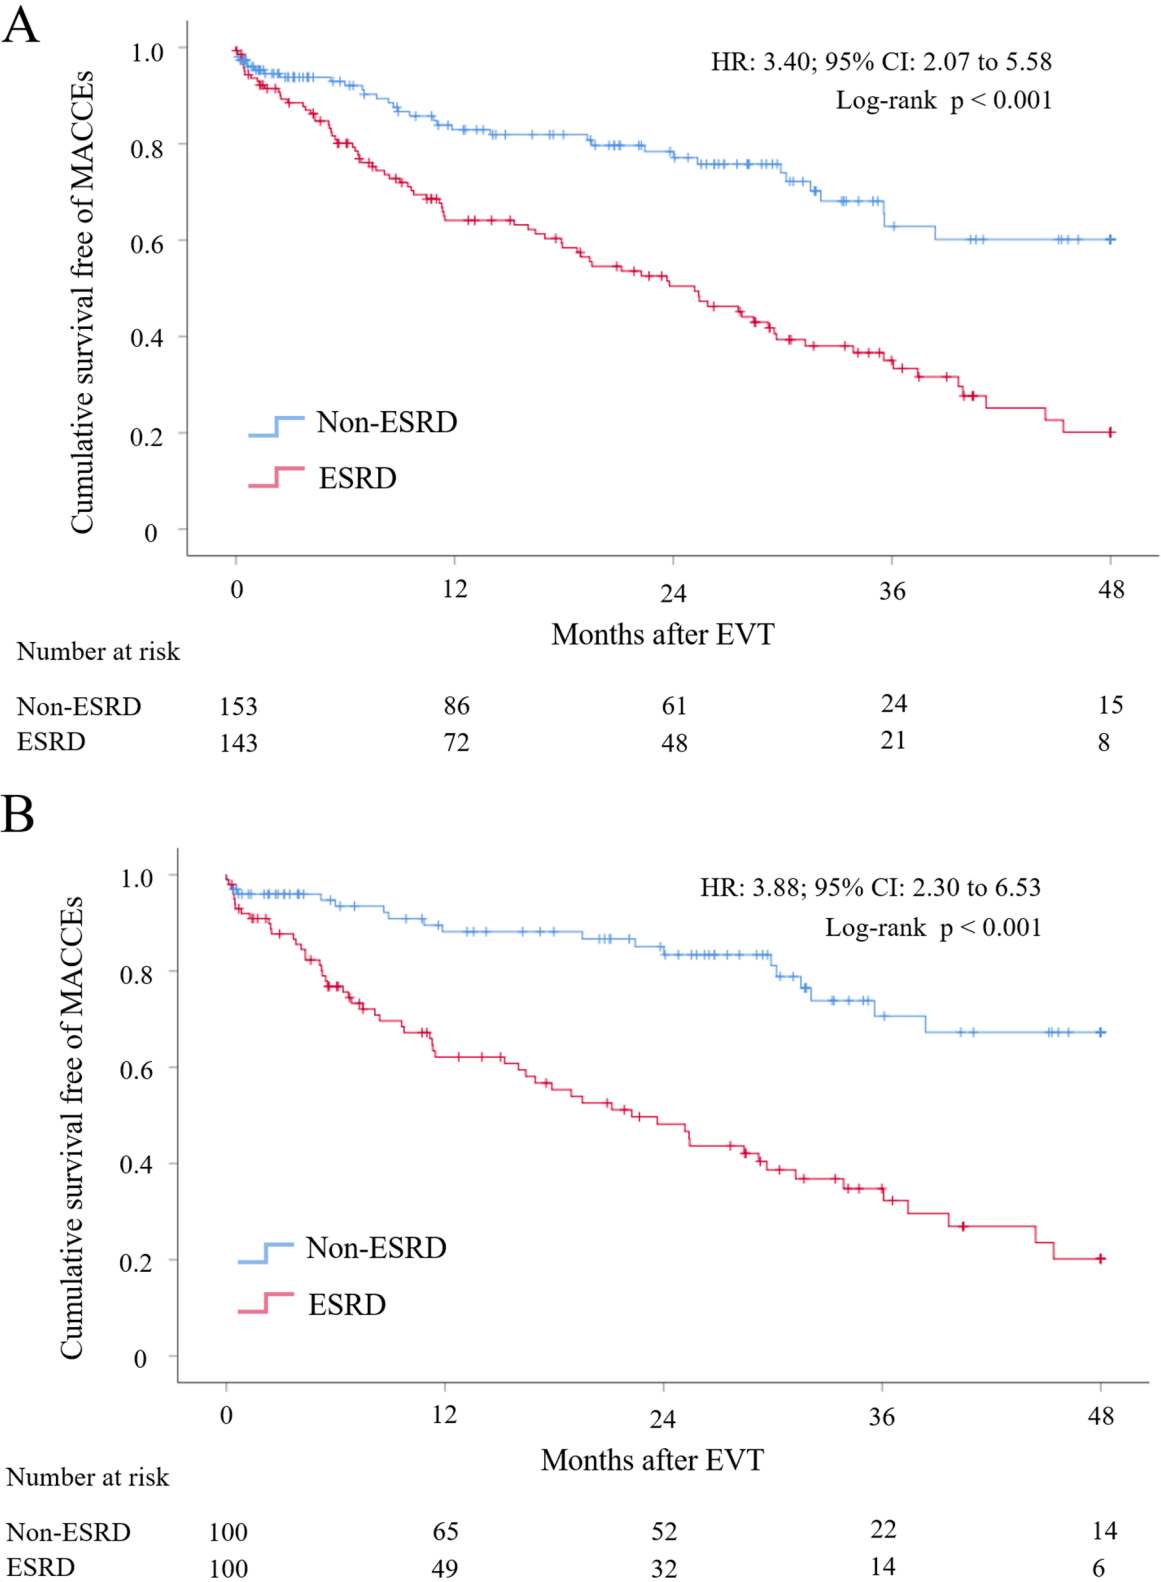 A
HR: 3.40; 95% CI: 2.07 to 5.58
Log-rank p < 0.001
Cumulative survival free of MACCEs
1.0
0.8
0.6
0.4
0.2
0
Non-ESRD
ESRD
0 12 24 36 48
Months after EVT
Number at risk
Non-ESRD 153 86 61 24 15
ESRD 143 72 48 21 8
B
HR: 3.88; 95% CI: 2.30 to 6.53
Log-rank p < 0.001
Cumulative survival free of MACCEs
1.0
0.8
0.6
0.4
0.2
0
Non-ESRD
ESRD
0 12 24 36 48
Months after EVT
Number at risk
Non-ESRD 100 65 52 22 14
ESRD 100 49 32 14 6